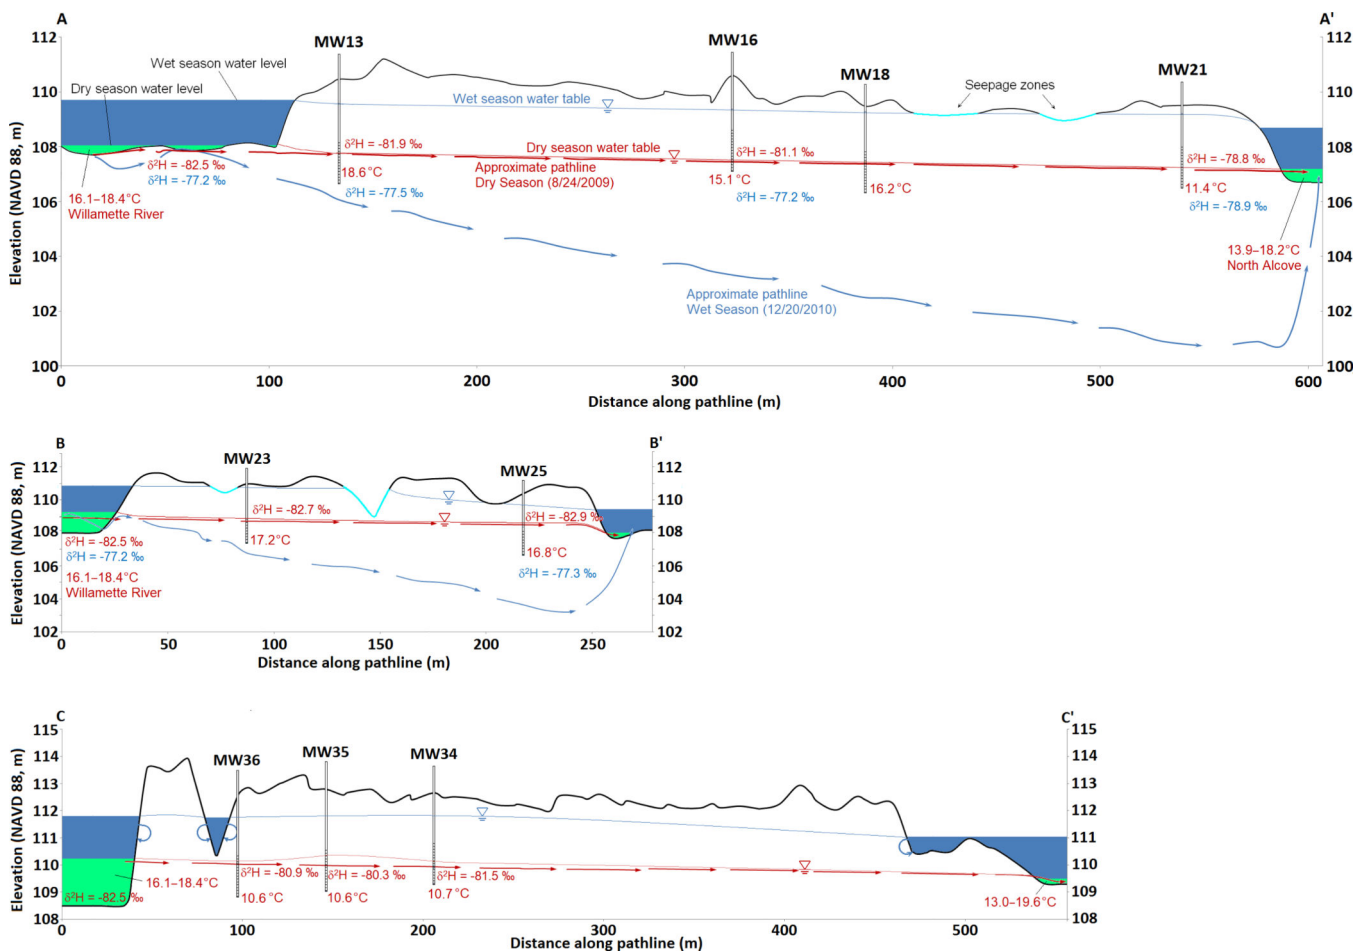 A
A'
MW13
MW16
MW18
MW21
Wet season water level
Dry season water level
Seepage zones
Wet season water table
Dry season water table
Approximate pathline
Dry Season (8/24/2009)
δ²H = -82.5 ‰
δ²H = -77.2 ‰
δ²H = -81.9 ‰
18.6°C
δ²H = -77.5 ‰
δ²H = -81.1 ‰
15.1°C
δ²H = -77.2 ‰
16.2°C
δ²H = -78.8 ‰
11.4°C
δ²H = -78.9 ‰
16.1–18.4°C
Willamette River
13.9–18.2°C
North Alcove
Approximate pathline
Wet Season (12/20/2010)
Elevation (NAVD 88, m)
112
110
108
106
104
102
100
112
110
108
106
104
102
100
0
100
200
300
400
500
600
Distance along pathline (m)
B
B'
MW23
MW25
δ²H = -82.7 ‰
δ²H = -82.9 ‰
δ²H = -82.5 ‰
δ²H = -77.2 ‰
17.2°C
16.8°C
δ²H = -77.3 ‰
16.1–18.4°C
Willamette River
Elevation (NAVD 88, m)
112
110
108
106
104
102
112
110
108
106
104
102
0
50
100
150
200
250
Distance along pathline (m)
C
C'
MW36
MW35
MW34
16.1–18.4°C
δ²H = -82.5 ‰
δ²H = -80.9 ‰
δ²H = -80.3 ‰
δ²H = -81.5 ‰
10.6°C
10.6°C
10.7°C
13.0–19.6°C
Elevation (NAVD 88, m)
115
114
113
112
111
110
109
108
115
114
113
112
111
110
109
108
0
100
200
300
400
500
Distance along pathline (m)